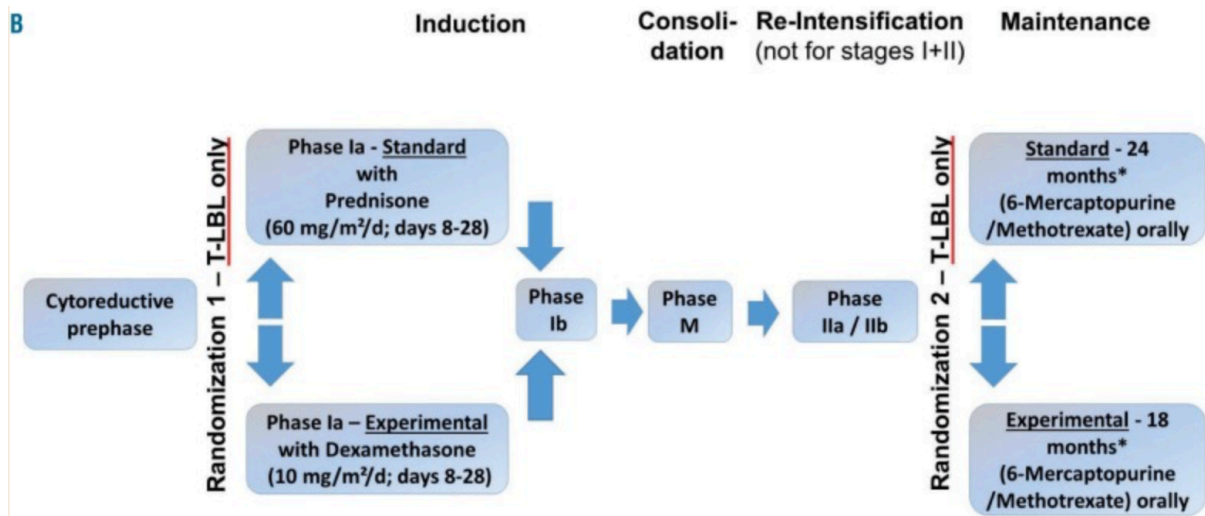 B
Induction
Consoli-
dation
Re-Intensification
(not for stages I+II)
Maintenance
Cytoreductive
prephase
Randomization 1 – T-LBL only
Phase Ia - Standard
with
Prednisone
(60 mg/m²/d; days 8-28)
Phase Ia – Experimental
with Dexamethasone
(10 mg/m²/d; days 8-28)
Phase
Ib
Phase
M
Phase
IIa / IIb
Randomization 2 – T-LBL only
Standard - 24
months*
(6-Mercaptopurine
/Methotrexate) orally
Experimental - 18
months*
(6-Mercaptopurine
/Methotrexate) orally